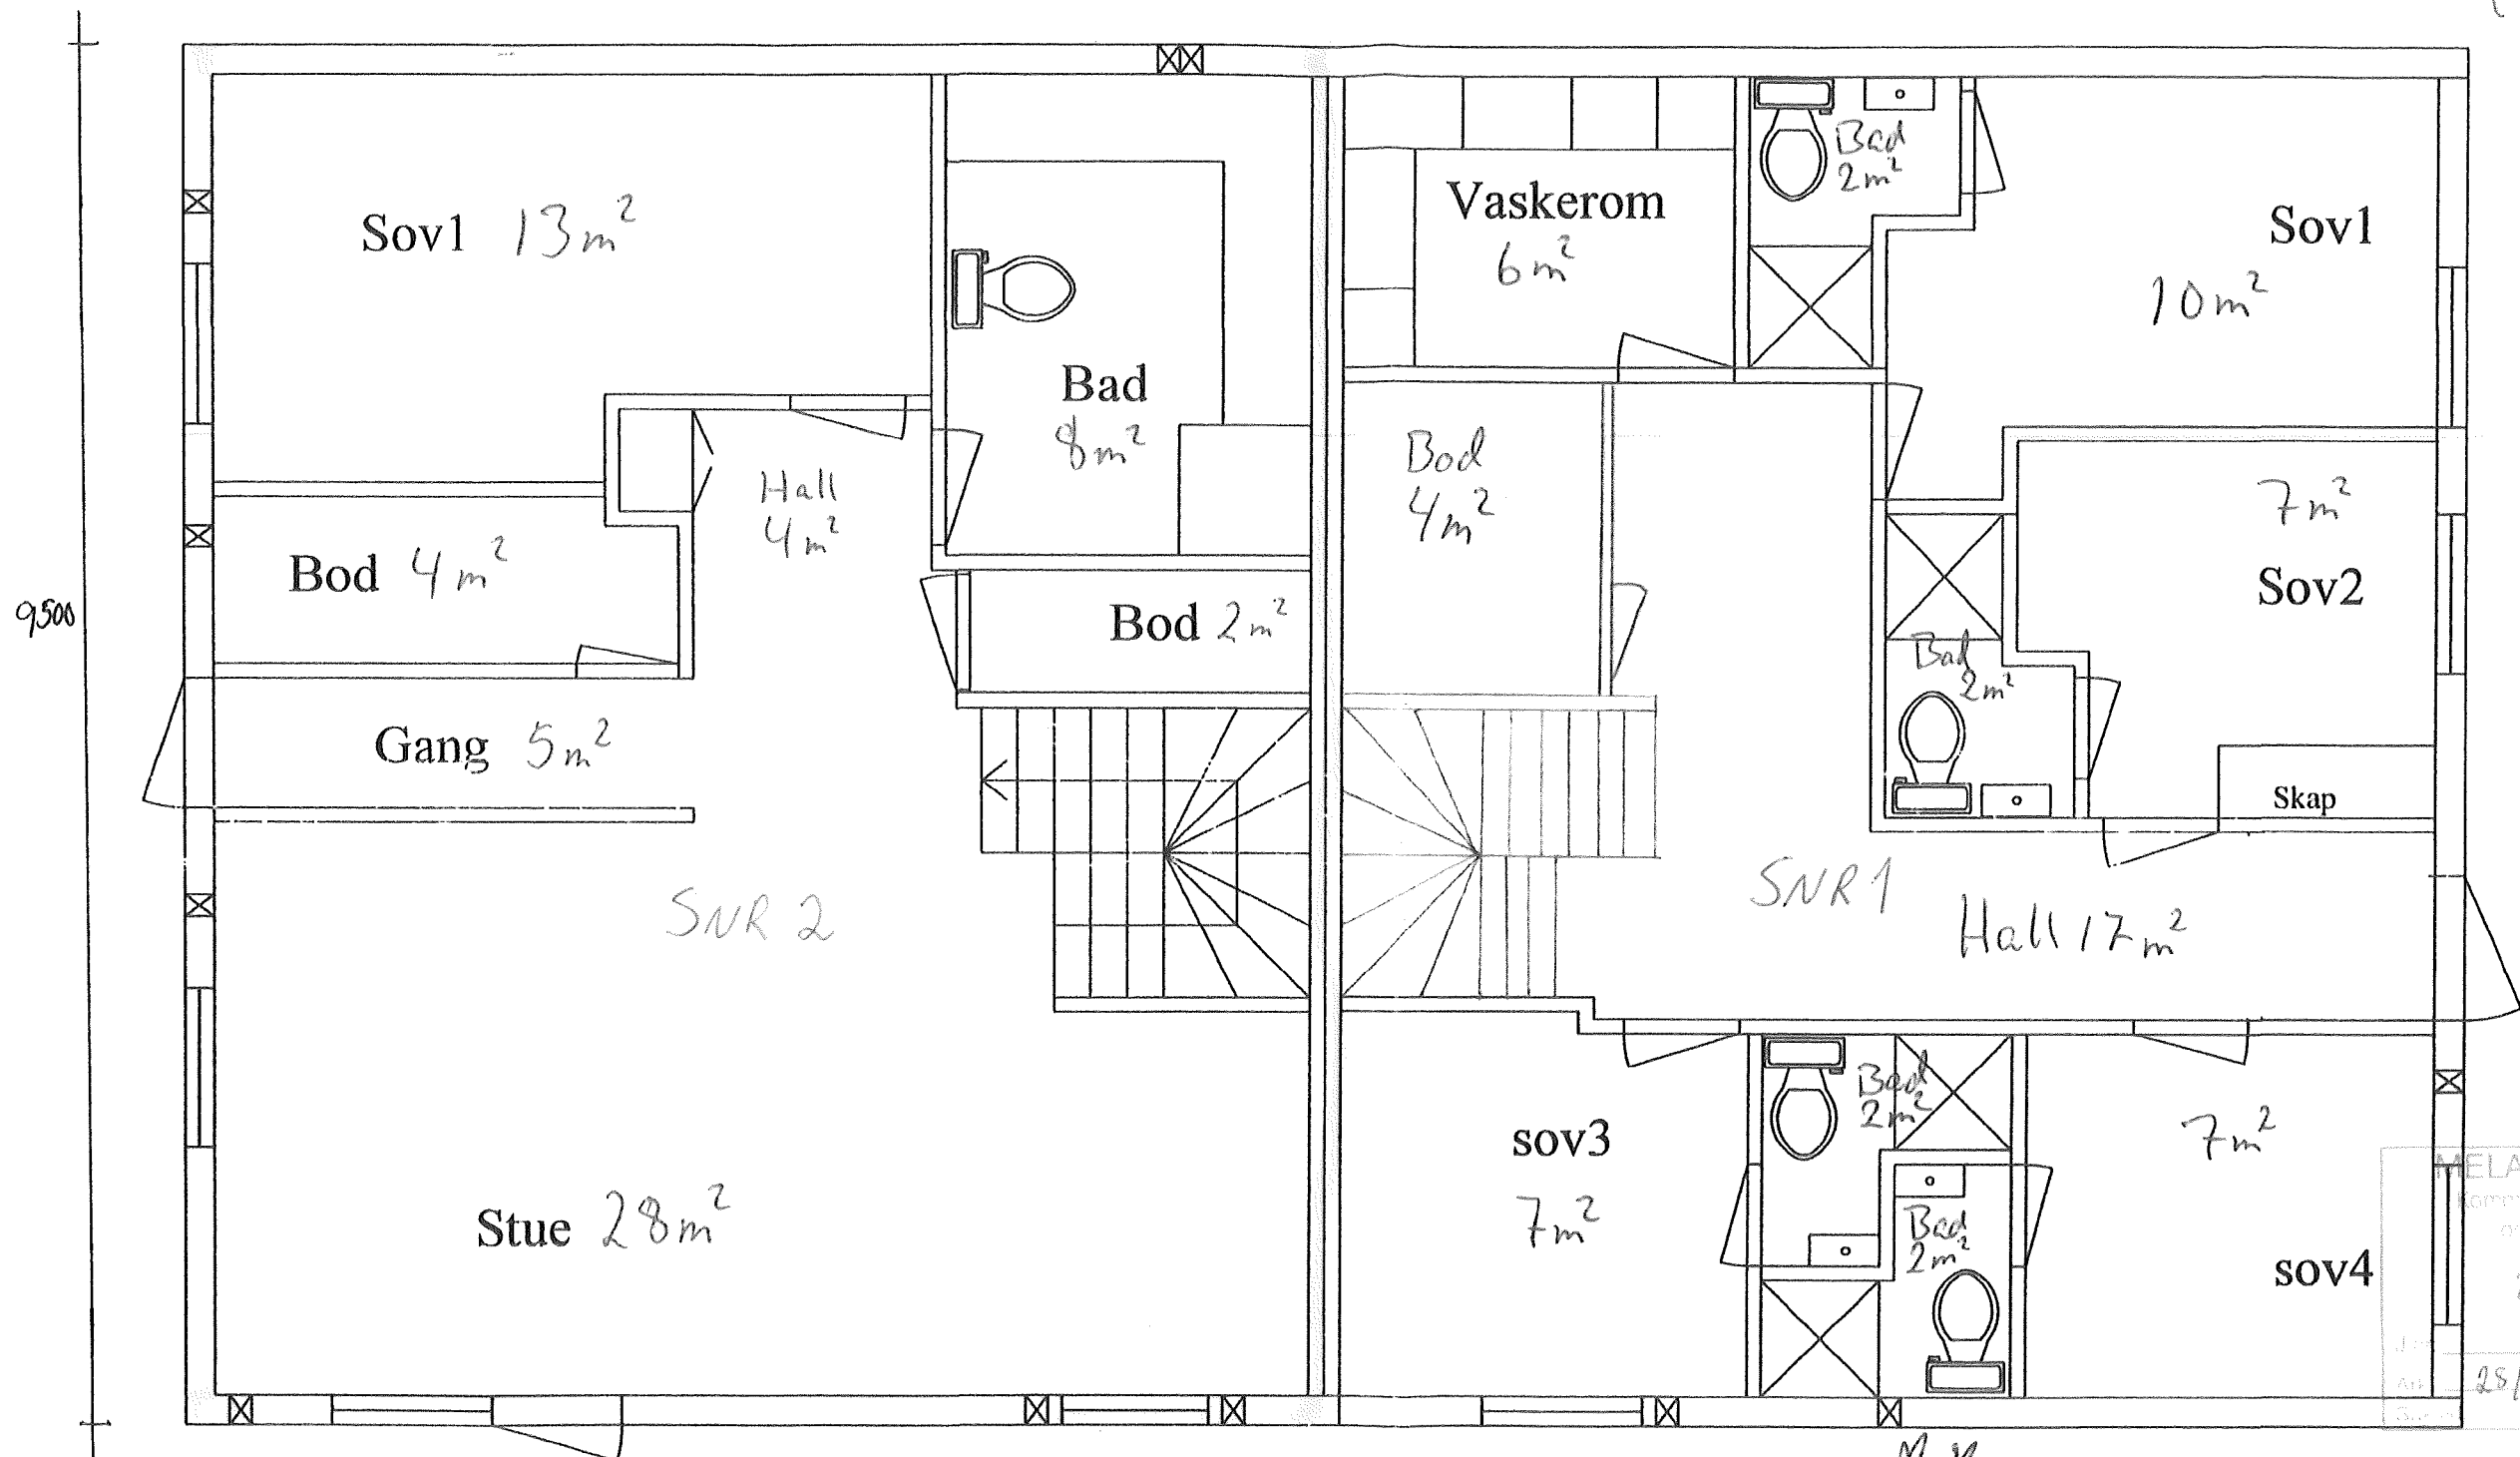 9500
Sov1 13m²
Bad
8m²
Hall
4m²
Bod 4m²
Bod 2m²
Gang 5m²
SNR 2
Stue 28m²
Vaskerom
6m²
Bad
2m²
Sov1
10m²
Bod
4m²
7m²
Sov2
Bad
2m²
Skap
SNR 1
Hall 17m²
sov3
7m²
Bad
2m²
Bad
2m²
7m²
sov4
MELA
28/